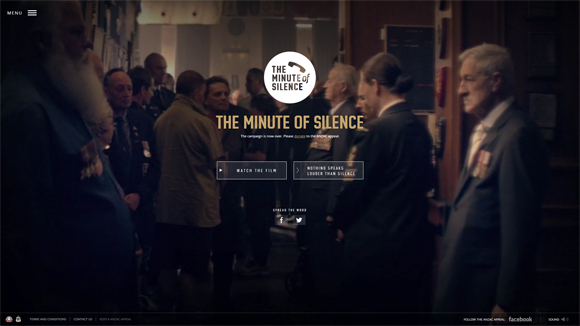 MENU
THE
MINUTE of
SILENCE
THE MINUTE OF SILENCE
The campaign is now over. Please donate to the ANZAC appeal.
WATCH THE FILM
NOTHING SPEAKS
LOUDER THAN SILENCE
SPREAD THE WORD
TERMS AND CONDITIONS
CONTACT US
FOLLOW THE ANZAC APPEAL
facebook
SOUND